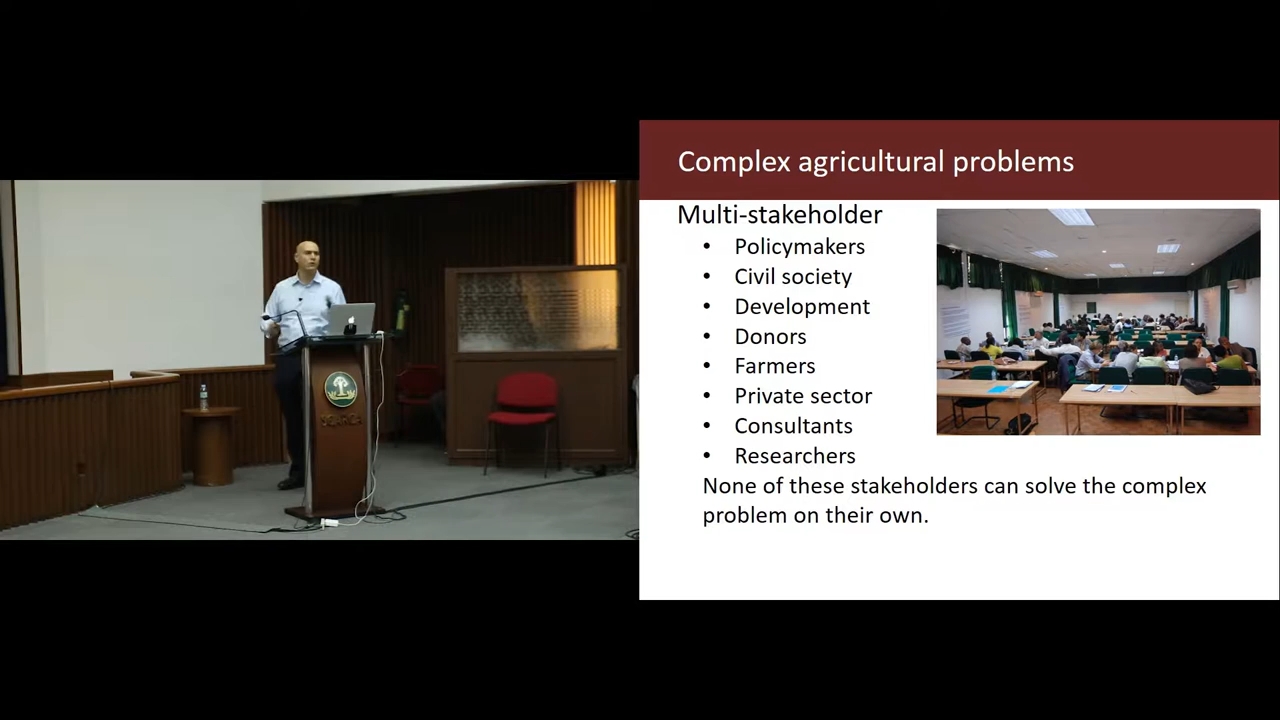 Complex agricultural problems
Multi-stakeholder
• Policymakers
• Civil society
• Development
• Donors
• Farmers
• Private sector
• Consultants
• Researchers
None of these stakeholders can solve the complex
problem on their own.
SEARCA